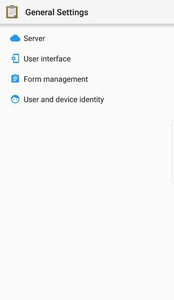 General Settings
Server
User interface
Form management
User and device identity